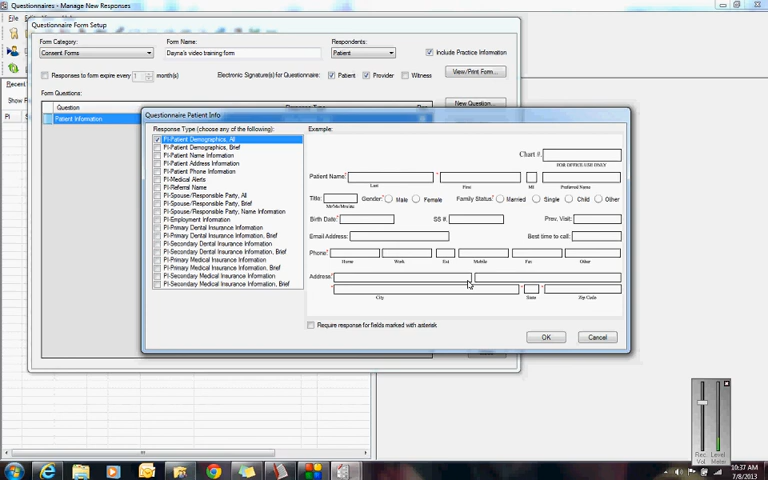 Questionnaires - Manage New Responses
File
Questionnaire Form Setup
Form Category:
Form Name:
Respondents:
Consent Forms
Dayna's video training form
Patient
Include Practice Information
Responses to form expire every 1 month(s)
Electronic Signature(s) for Questionnaire:
Patient
Provider
Witness
View/Print Form...
Form Questions:
Recent
Question
New Question...
Show F
Patient Information
Questionnaire Patient Info
Response Type (choose any of the following):
PI-Patient Demographics, All
PI-Patient Demographics, Brief
PI-Patient Name Information
PI-Patient Address Information
PI-Patient Phone Information
PI-Medical Alerts
PI-Referral Name
PI-Spouse/Responsible Party, All
PI-Spouse/Responsible Party, Brief
PI-Spouse/Responsible Party, Name Information
PI-Employment Information
PI-Primary Dental Insurance Information
PI-Primary Dental Insurance Information, Brief
PI-Secondary Dental Insurance Information
PI-Secondary Dental Insurance Information, Brief
PI-Primary Medical Insurance Information
PI-Primary Medical Insurance Information, Brief
PI-Secondary Medical Insurance Information
PI-Secondary Medical Insurance Information, Brief
Example:
Chart #:
FOR OFFICE USE ONLY
Patient Name:*
Last
First
MI
Preferred Name
Title:
Gender:* Male Female
Family Status:* Married Single Child Other
Birth Date:*
SS #:
Prev. Visit:
Email Address:
Best time to call:
Phone:*
Home
Work
Ext
Mobile
Fax
Other
Address:*
City
State
Zip Code
Require response for fields marked with asterisk
OK
Cancel
Rec. Vol
Level Meter
10:37 AM
7/8/2013